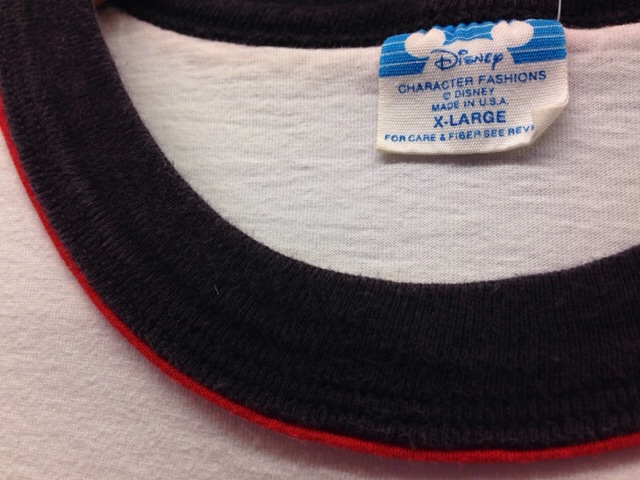 Disney
CHARACTER FASHIONS
© DISNEY
MADE IN U.S.A.
X-LARGE
FOR CARE & FIBER SEE REV